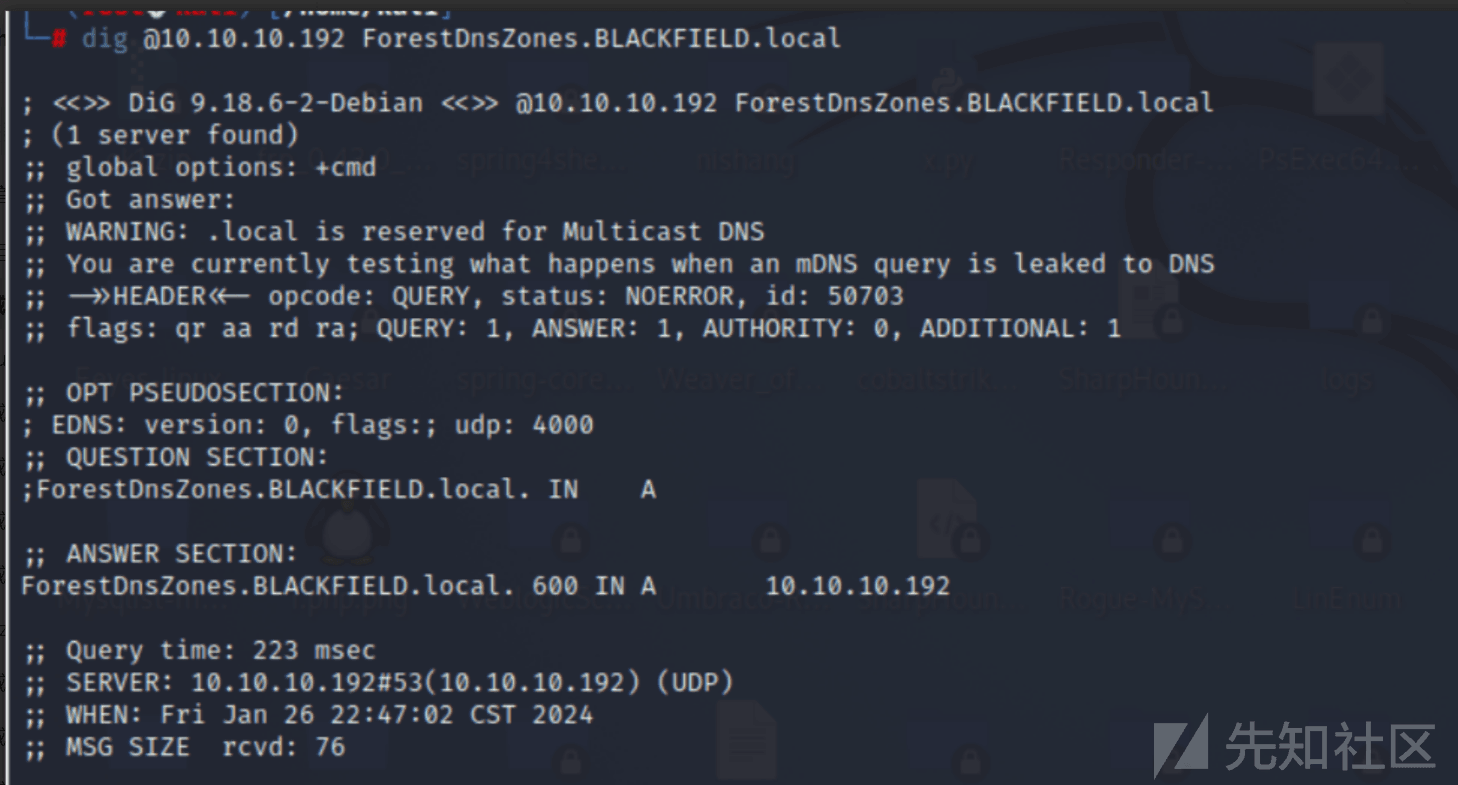 └─# dig @10.10.10.192 ForestDnsZones.BLACKFIELD.local
; <<>> DiG 9.18.6-2-Debian <<>> @10.10.10.192 ForestDnsZones.BLACKFIELD.local
; (1 server found)
;; global options: +cmd
;; Got answer:
;; WARNING: .local is reserved for Multicast DNS
;; You are currently testing what happens when an mDNS query is leaked to DNS
;; ->>HEADER<<- opcode: QUERY, status: NOERROR, id: 50703
;; flags: qr aa rd ra; QUERY: 1, ANSWER: 1, AUTHORITY: 0, ADDITIONAL: 1
;; OPT PSEUDOSECTION:
; EDNS: version: 0, flags:; udp: 4000
;; QUESTION SECTION:
;ForestDnsZones.BLACKFIELD.local. IN A
;; ANSWER SECTION:
ForestDnsZones.BLACKFIELD.local. 600 IN A 10.10.10.192
;; Query time: 223 msec
;; SERVER: 10.10.10.192#53(10.10.10.192) (UDP)
;; WHEN: Fri Jan 26 22:47:02 CST 2024
;; MSG SIZE rcvd: 76
先知社区